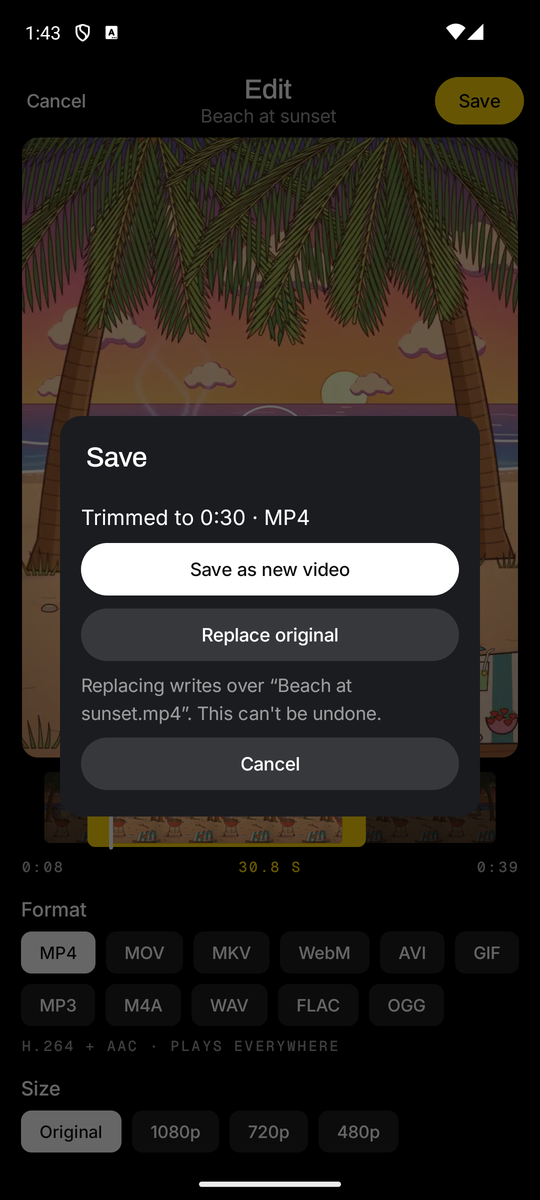 1:43
A
Cancel
Edit
Beach at sunset
Save
Save
Trimmed to 0:30 · MP4
Save as new video
Replace original
Replacing writes over “Beach at
sunset.mp4”. This can't be undone.
Cancel
0:08
30.8 S
0:39
Format
MP4
MOV
MKV
WebM
AVI
GIF
MP3
M4A
WAV
FLAC
OGG
H.264 + AAC · PLAYS EVERYWHERE
Size
Original
1080p
720p
480p